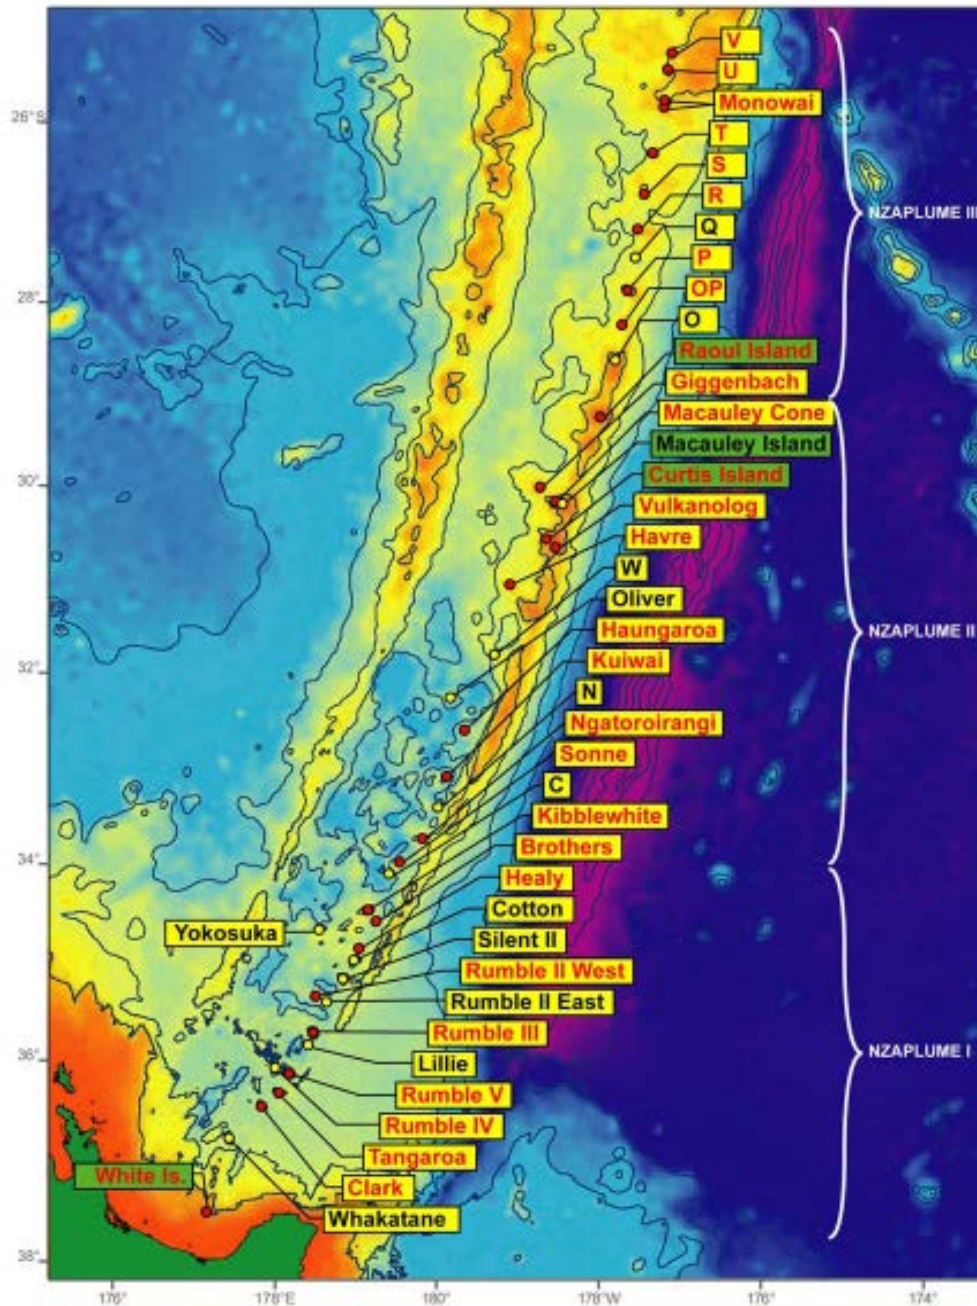 V
U
26°S
Monowai
T
S
R
NZAPLUME III
Q
P
OP
28°
O
Raoul Island
Giggenbach
Macauley Cone
Macauley Island
Curtis Island
30°
Vulkanolog
Havre
W
Oliver
Haungaroa
NZAPLUME II
Kuiwai
32°
N
Ngatoroirangi
Sonne
C
Kibblewhite
Brothers
34°
Healy
Cotton
Yokosuka
Silent II
Rumble II West
Rumble II East
Rumble III
NZAPLUME I
36°
Lillie
Rumble V
Rumble IV
Tangaroa
White Is.
Clark
Whakatane
38°
176°
178°E
180°
178°W
176°
174°